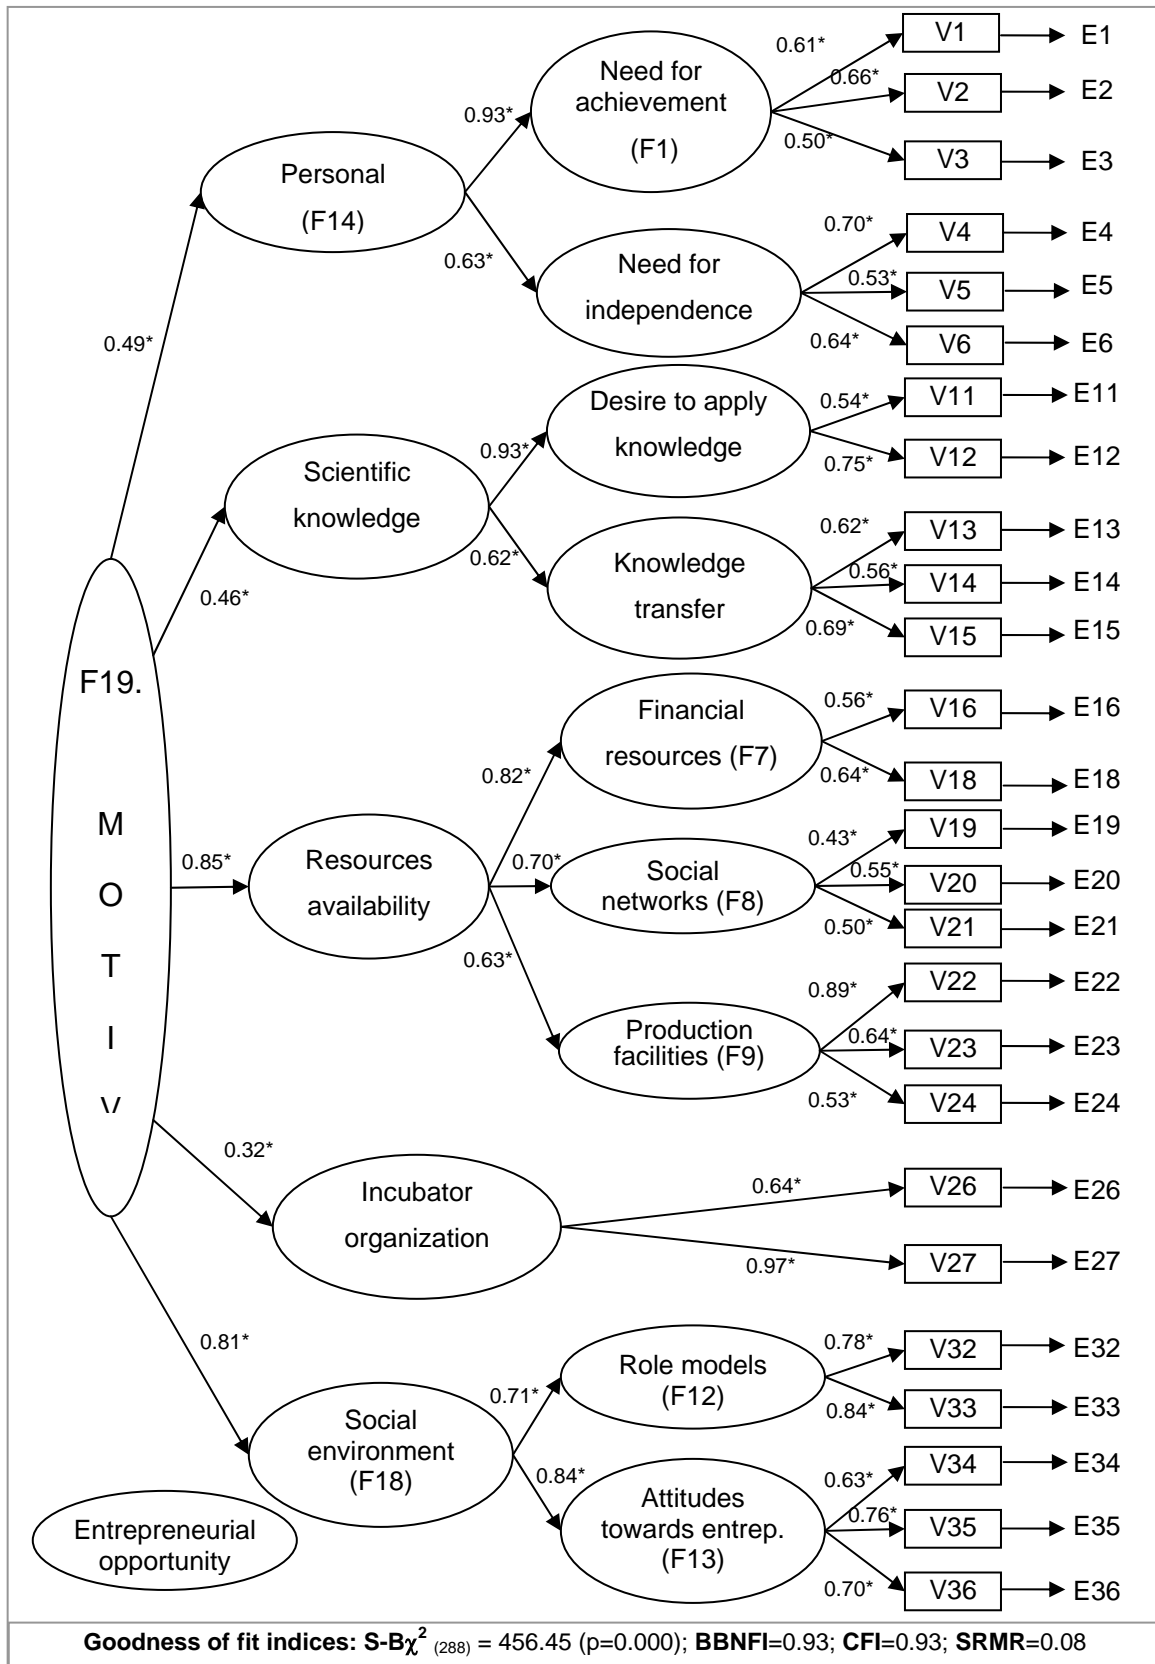 V1
E1
0.61*
Need for
achievement
(F1)
0.66*
V2
E2
0.93*
0.50*
V3
E3
Personal
(F14)
0.70*
V4
E4
0.63*
Need for
independence
0.53*
V5
E5
0.64*
V6
E6
0.49*
Desire to apply
knowledge
0.54*
V11
E11
0.93*
0.75*
V12
E12
Scientific
knowledge
0.62*
V13
E13
0.62*
Knowledge
transfer
0.56*
V14
E14
0.69*
V15
E15
0.46*
F19.
M
O
T
I
V
Financial
resources (F7)
0.56*
V16
E16
0.82*
0.64*
V18
E18
0.85*
Resources
availability
0.70*
Social
networks (F8)
0.43*
V19
E19
0.55*
V20
E20
0.50*
V21
E21
0.63*
Production
facilities (F9)
0.89*
V22
E22
0.64*
V23
E23
0.53*
V24
E24
0.32*
Incubator
organization
0.64*
V26
E26
0.97*
V27
E27
0.81*
Role models
(F12)
0.78*
V32
E32
0.71*
0.84*
V33
E33
Social
environment
(F18)
0.84*
Attitudes
towards entrep.
(F13)
0.63*
V34
E34
0.76*
V35
E35
0.70*
V36
E36
Entrepreneurial
opportunity
Goodness of fit indices: S-Bχ² (288) = 456.45 (p=0.000); BBNFI=0.93; CFI=0.93; SRMR=0.08